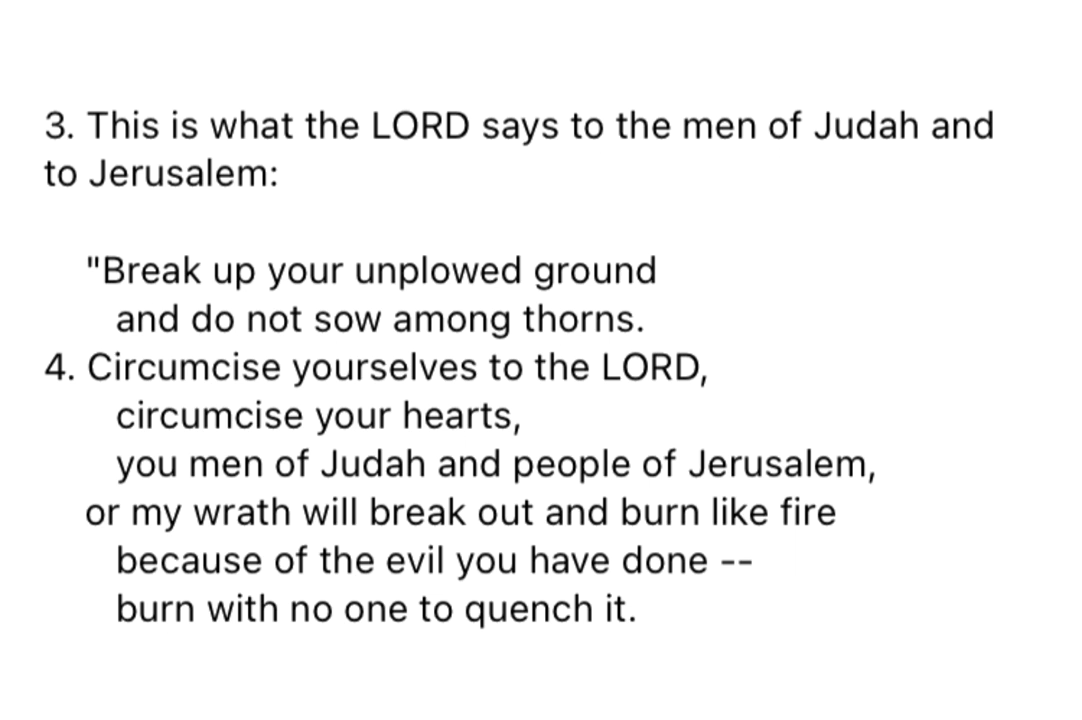 3. This is what the LORD says to the men of Judah and
to Jerusalem:
"Break up your unplowed ground
and do not sow among thorns.
4. Circumcise yourselves to the LORD,
circumcise your hearts,
you men of Judah and people of Jerusalem,
or my wrath will break out and burn like fire
because of the evil you have done --
burn with no one to quench it.